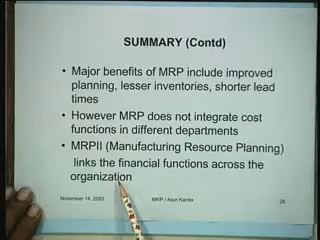 SUMMARY (Contd)
• Major benefits of MRP include improved
planning, lesser inventories, shorter lead
times
• However MRP does not integrate cost
functions in different departments
• MRPII (Manufacturing Resource Planning)
links the financial functions across the
organization
November 14, 2003 MRP / Arun Kanda 26